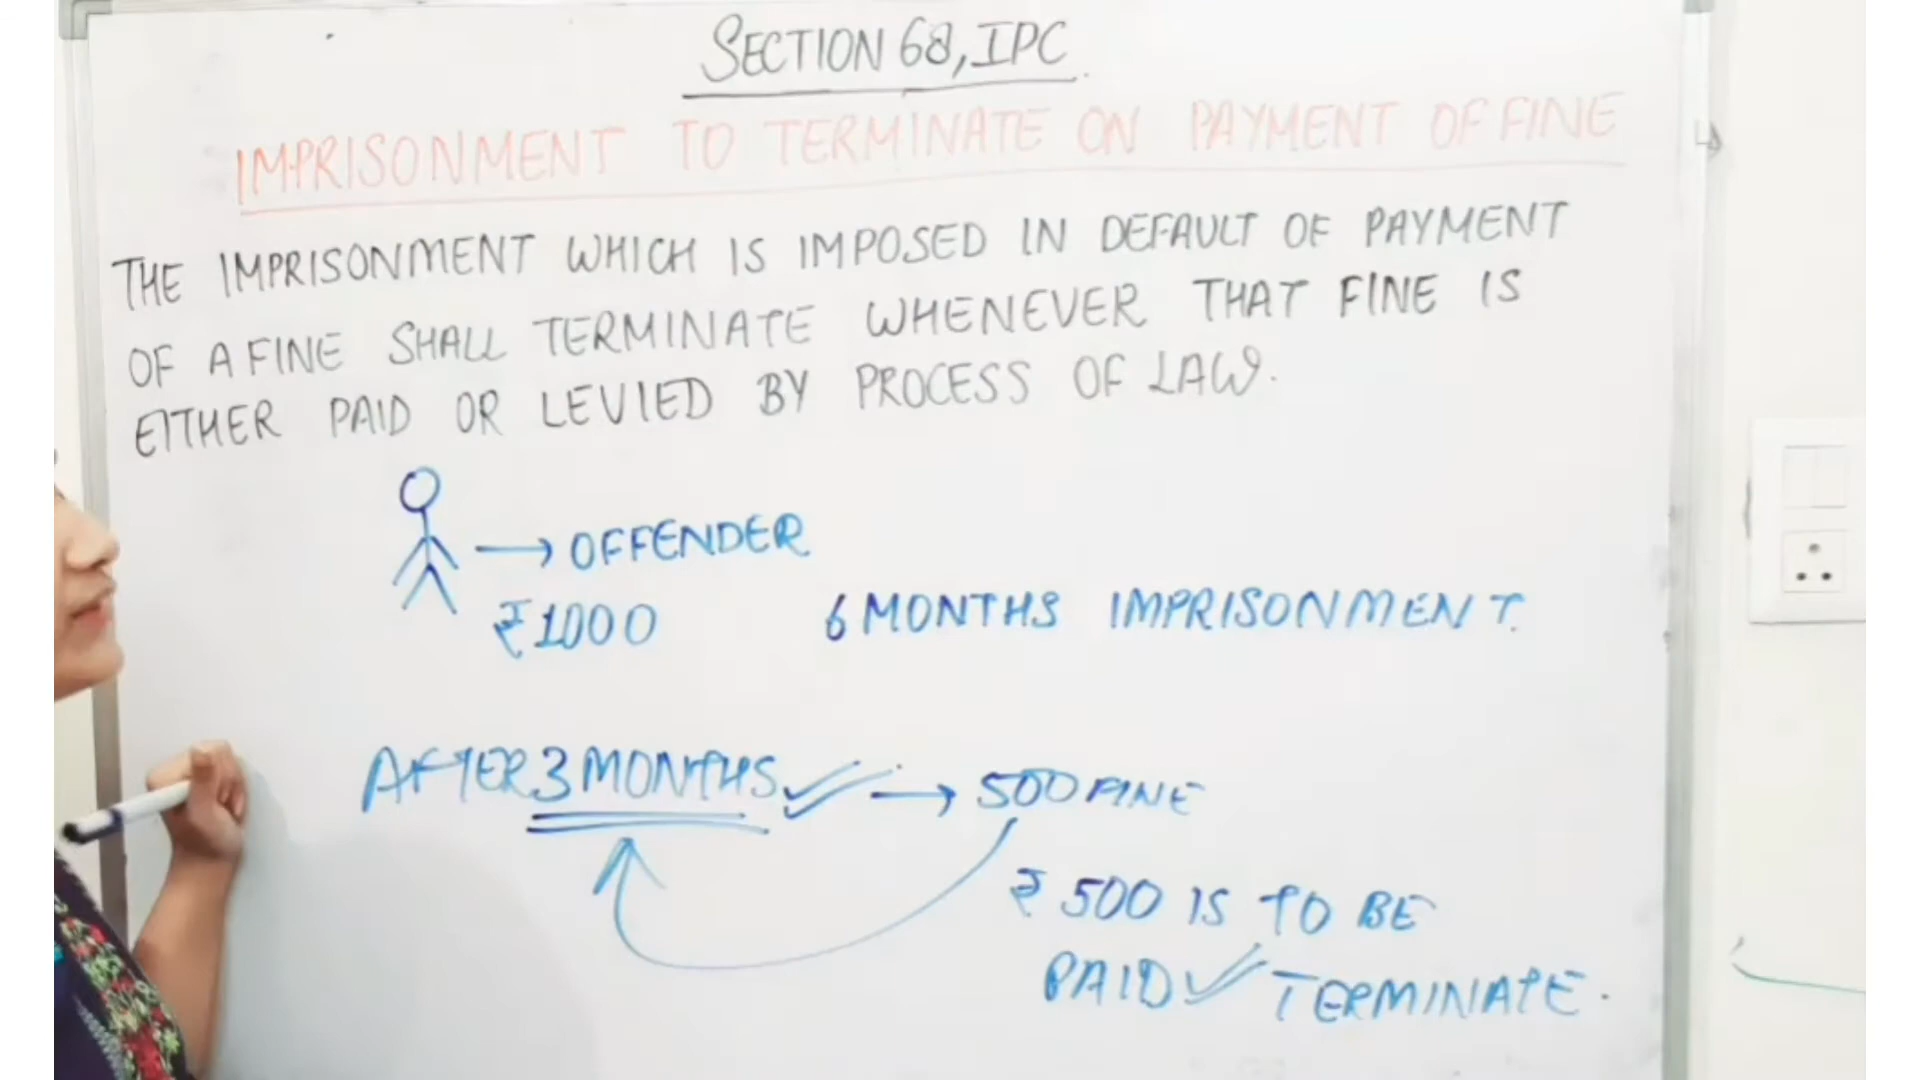 SECTION 68, IPC
IMPRISONMENT TO TERMINATE ON PAYMENT OF FINE
THE IMPRISONMENT WHICH IS IMPOSED IN DEFAULT OF PAYMENT
OF A FINE SHALL TERMINATE WHENEVER THAT FINE IS
EITHER PAID OR LEVIED BY PROCESS OF LAW.
→ OFFENDER
₹1000 6 MONTHS IMPRISONMENT.
AFTER 3 MONTHS → 500 FINE
₹ 500 IS TO BE
PAID TERMINATE.